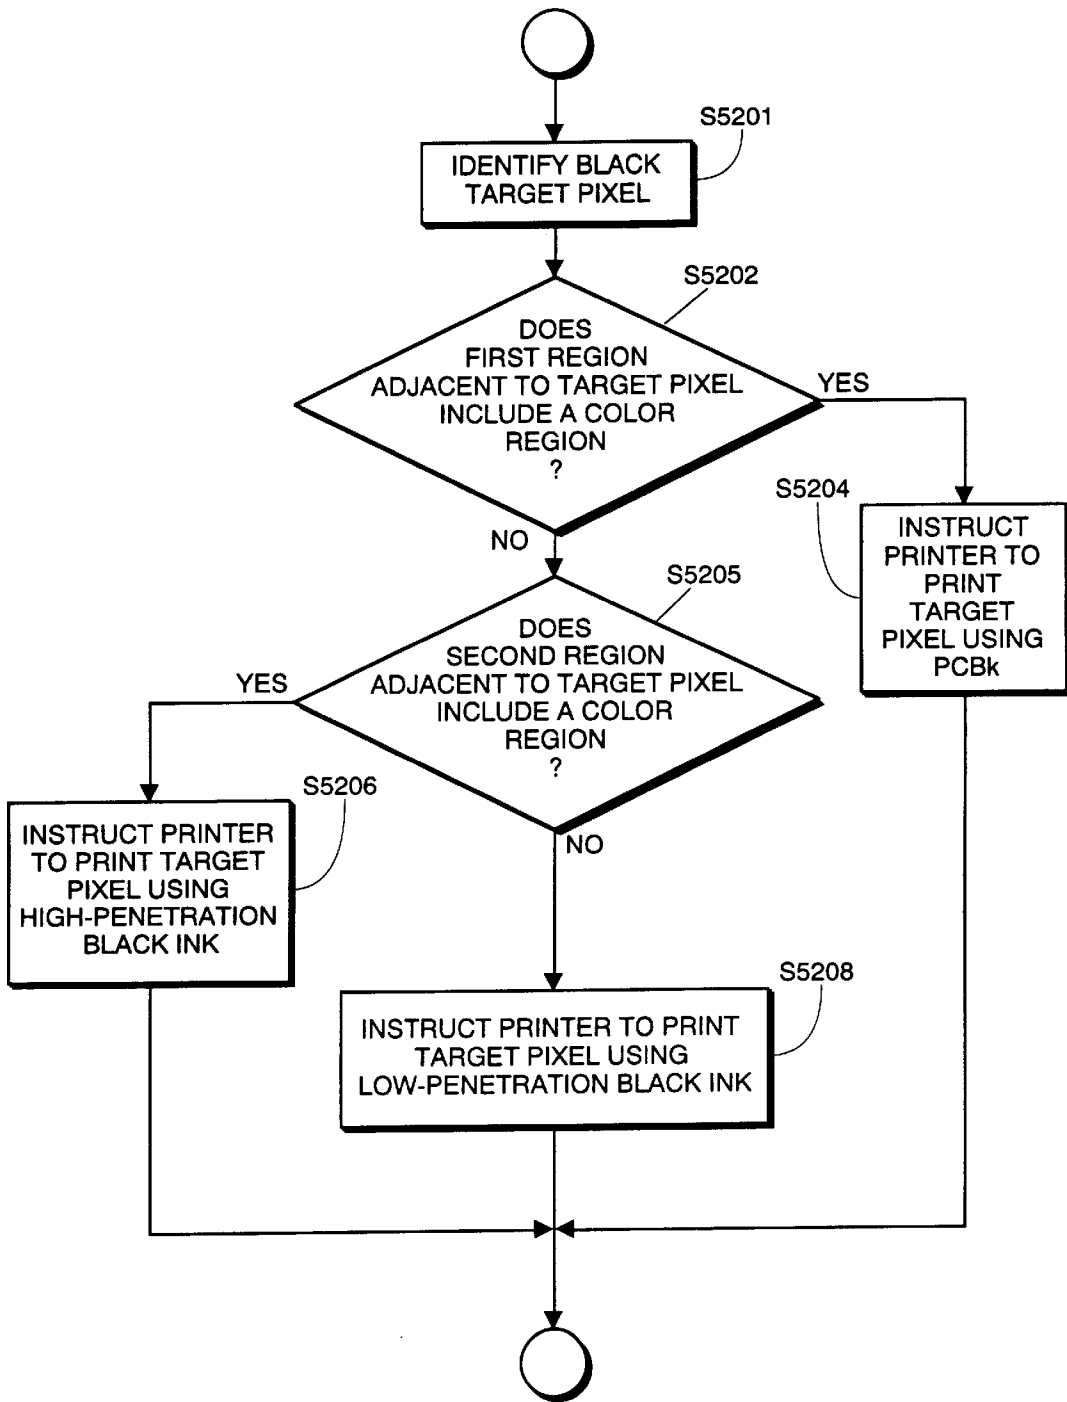 S5201
IDENTIFY BLACK
TARGET PIXEL
S5202
DOES
FIRST REGION
ADJACENT TO TARGET PIXEL
INCLUDE A COLOR
REGION
?
YES
NO
S5204
INSTRUCT
PRINTER TO
PRINT
TARGET
PIXEL USING
PCBk
S5205
DOES
SECOND REGION
ADJACENT TO TARGET PIXEL
INCLUDE A COLOR
REGION
?
YES
NO
S5206
INSTRUCT PRINTER
TO PRINT TARGET
PIXEL USING
HIGH-PENETRATION
BLACK INK
S5208
INSTRUCT PRINTER TO PRINT
TARGET PIXEL USING
LOW-PENETRATION BLACK INK